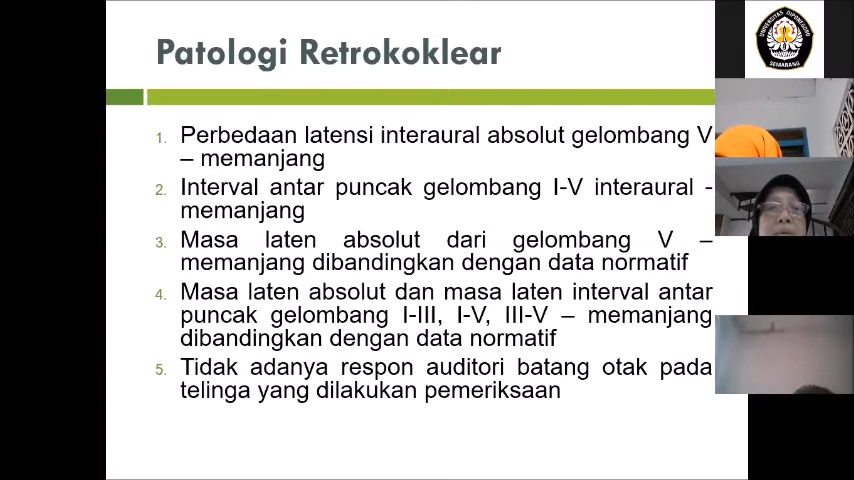 Patologi Retrokoklear
1. Perbedaan latensi interaural absolut gelombang V
– memanjang
2. Interval antar puncak gelombang I-V interaural -
memanjang
3. Masa laten absolut dari gelombang V –
memanjang dibandingkan dengan data normatif
4. Masa laten absolut dan masa laten interval antar
puncak gelombang I-III, I-V, III-V – memanjang
dibandingkan dengan data normatif
5. Tidak adanya respon auditori batang otak pada
telinga yang dilakukan pemeriksaan
UNIVERSITAS DIPONEGORO
SEMARANG